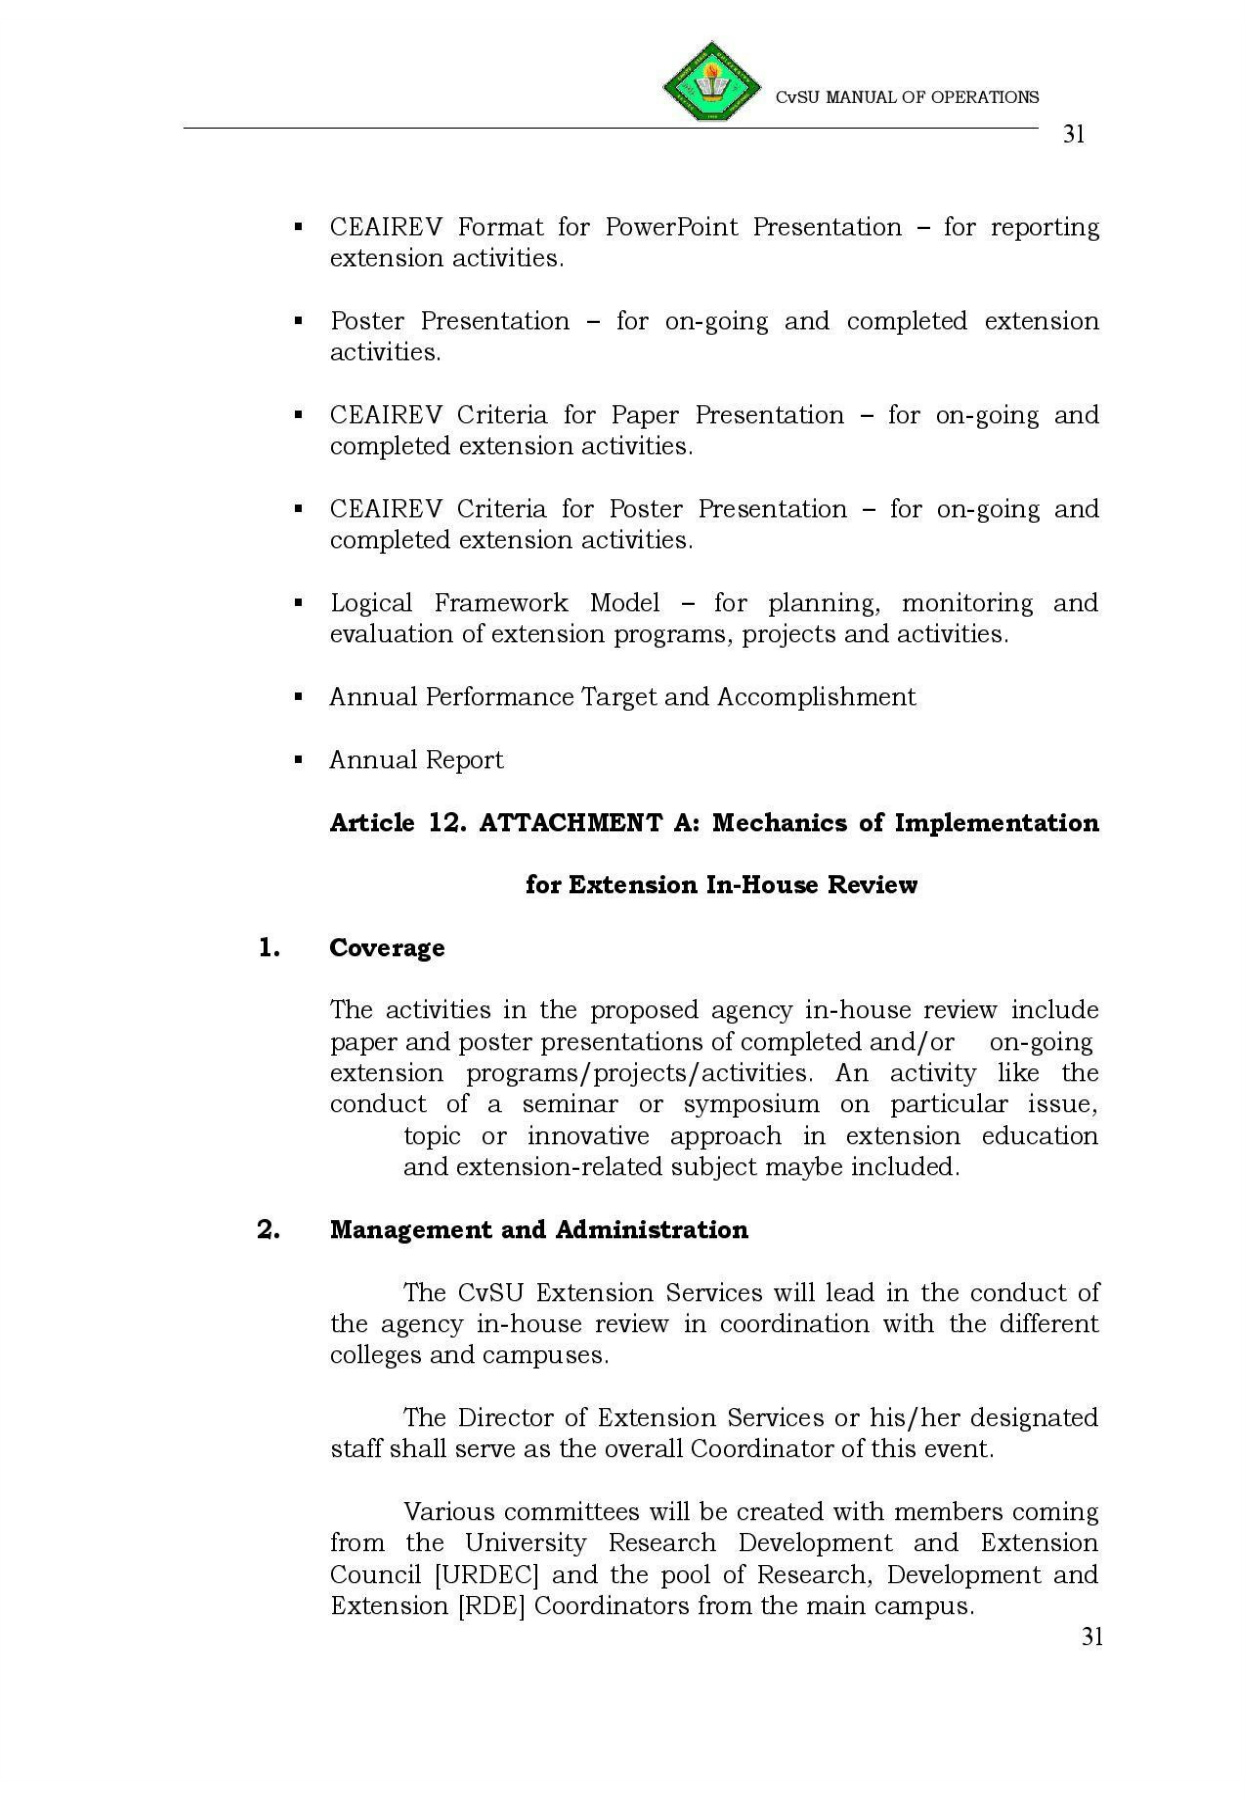 CvSU MANUAL OF OPERATIONS
31
▪ CEAIREV Format for PowerPoint Presentation – for reporting
extension activities.
▪ Poster Presentation – for on-going and completed extension
activities.
▪ CEAIREV Criteria for Paper Presentation – for on-going and
completed extension activities.
▪ CEAIREV Criteria for Poster Presentation – for on-going and
completed extension activities.
▪ Logical Framework Model – for planning, monitoring and
evaluation of extension programs, projects and activities.
▪ Annual Performance Target and Accomplishment
▪ Annual Report
Article 12. ATTACHMENT A: Mechanics of Implementation
for Extension In-House Review
1. Coverage
The activities in the proposed agency in-house review include
paper and poster presentations of completed and/or on-going
extension programs/projects/activities. An activity like the
conduct of a seminar or symposium on particular issue,
topic or innovative approach in extension education
and extension-related subject maybe included.
2. Management and Administration
The CvSU Extension Services will lead in the conduct of
the agency in-house review in coordination with the different
colleges and campuses.
The Director of Extension Services or his/her designated
staff shall serve as the overall Coordinator of this event.
Various committees will be created with members coming
from the University Research Development and Extension
Council [URDEC] and the pool of Research, Development and
Extension [RDE] Coordinators from the main campus.
31